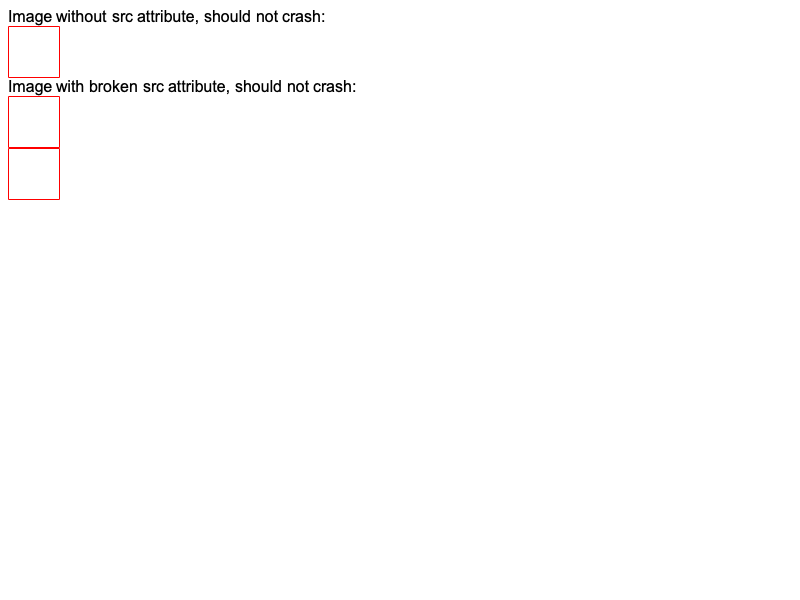 Image without src attribute, should not crash:
Image with broken src attribute, should not crash: